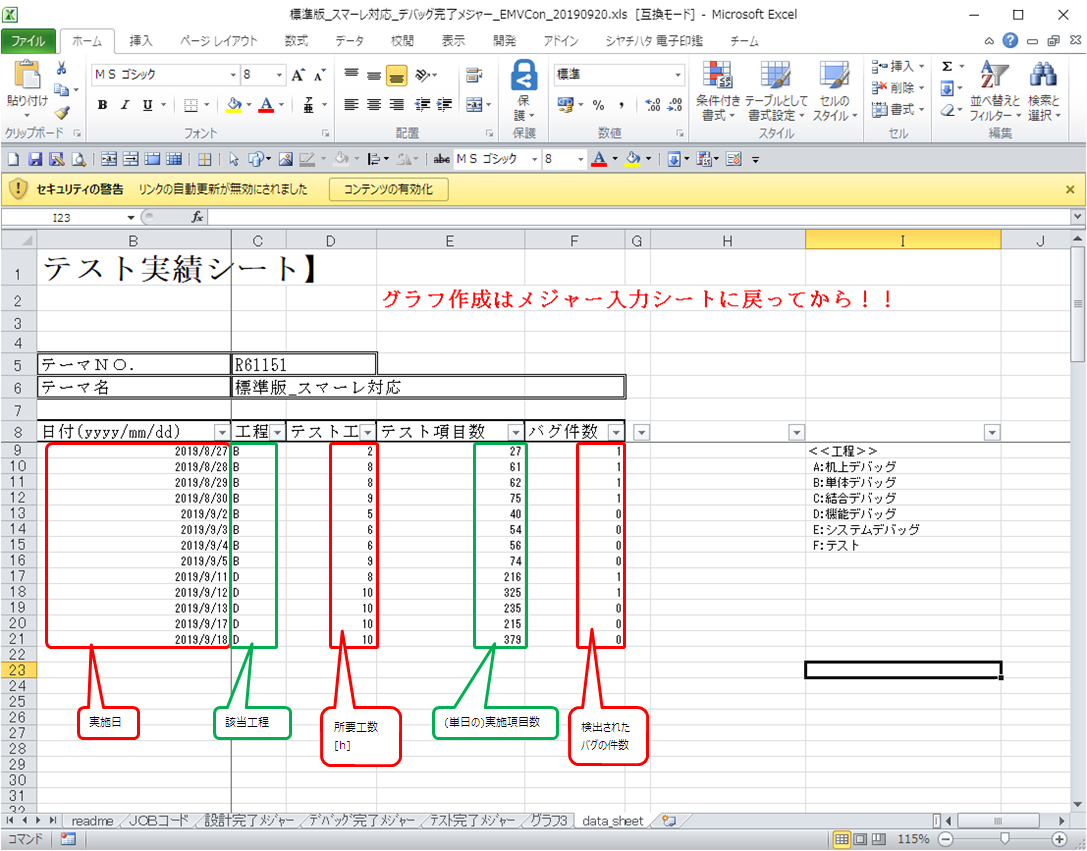 標準版_スマーレ対応_デバッグ完了メジャー_EMVCon_20190920.xls [互換モード] - Microsoft Excel
ファイル ホーム 挿入 ページ レイアウト 数式 データ 校閲 表示 開発 アドイン シヤチハタ 電子印鑑 チーム
貼り付け
クリップボード
ＭＳ ゴシック 8
B I U
フォント
配置
保護
保護
標準
% ,
数値
条件付き書式 テーブルとして書式設定 セルのスタイル
スタイル
挿入
削除
書式
セル
Σ
並べ替えとフィルター 検索と選択
編集
abc ＭＳ ゴシック 8
セキュリティの警告 リンクの自動更新が無効にされました コンテンツの有効化
I23 fx
B C D E F G H I J
1 テスト実績シート】
2 グラフ作成はメジャー入力シートに戻ってから！！
3
4
5 テーマＮＯ. R61151
6 テーマ名 標準版_スマーレ対応
7
8 日付(yyyy/mm/dd) 工程 テスト工 テスト項目数 バグ件数
9 2019/8/27 B 2 27 1 <<工程>>
10 2019/8/28 B 8 61 1 A:机上デバッグ
11 2019/8/29 B 8 62 1 B:単体デバッグ
12 2019/8/30 B 9 75 1 C:結合デバッグ
13 2019/9/2 B 5 40 0 D:機能デバッグ
14 2019/9/3 B 6 54 0 E:システムデバッグ
15 2019/9/4 B 6 56 0 F:テスト
16 2019/9/5 B 9 74 0
17 2019/9/11 D 8 216 1
18 2019/9/12 D 10 325 1
19 2019/9/13 D 10 235 0
20 2019/9/17 D 10 215 0
21 2019/9/18 D 10 379 0
22
23
24
25
26
27
28
29
30
31
32
実施日
該当工程
所要工数
[h]
(単日の)実施項目数
検出された
バグの件数
readme JOBコード 設計完了メジャー デバッグ完了メジャー テスト完了メジャー グラフ3 data_sheet
コマンド 115%